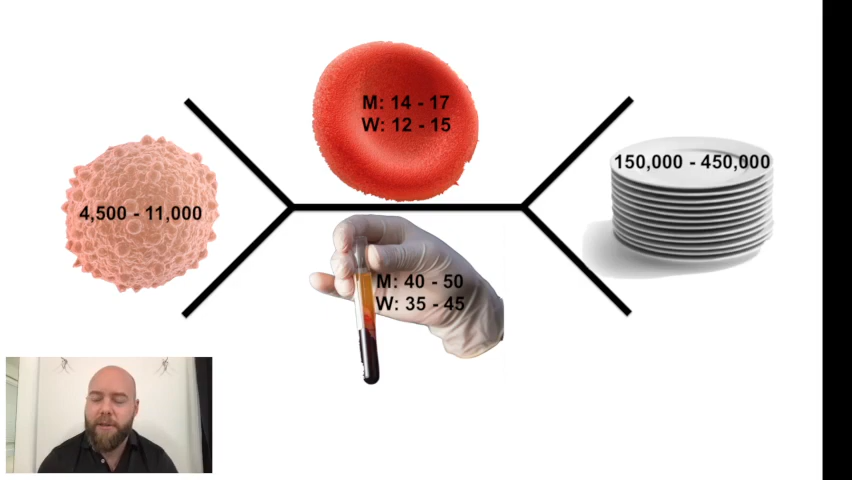 M: 14 - 17
W: 12 - 15
4,500 - 11,000
150,000 - 450,000
M: 40 - 50
W: 35 - 45